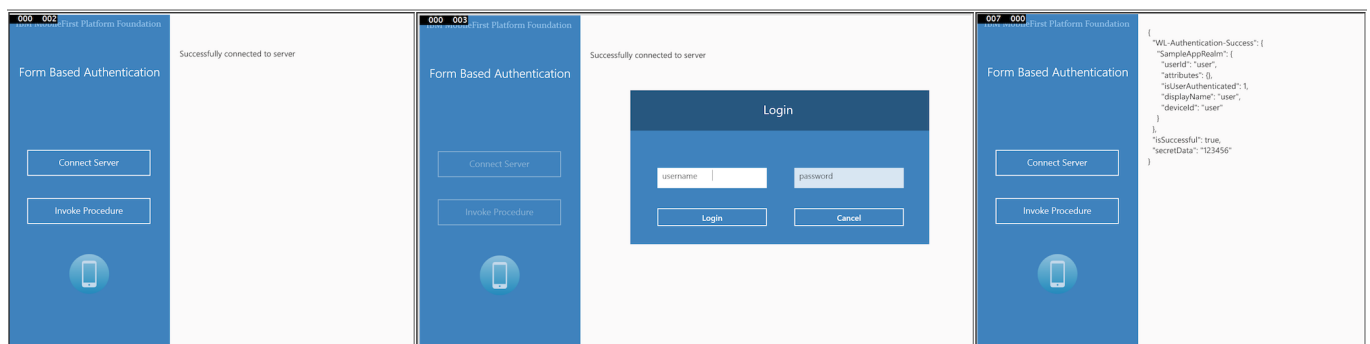 000 002
IBM MobileFirst Platform Foundation
Successfully connected to server
Form Based Authentication
Connect Server
Invoke Procedure
000 003
IBM MobileFirst Platform Foundation
Successfully connected to server
Form Based Authentication
Login
Connect Server
username
password
Invoke Procedure
Login
Cancel
007 000
IBM MobileFirst Platform Foundation
Form Based Authentication
Connect Server
Invoke Procedure
{
"WL-Authentication-Success": {
"SampleAppRealm": {
"userId": "user",
"attributes": {},
"isUserAuthenticated": 1,
"displayName": "user",
"deviceId": "user"
}
},
"isSuccessful": true,
"secretData": "123456"
}